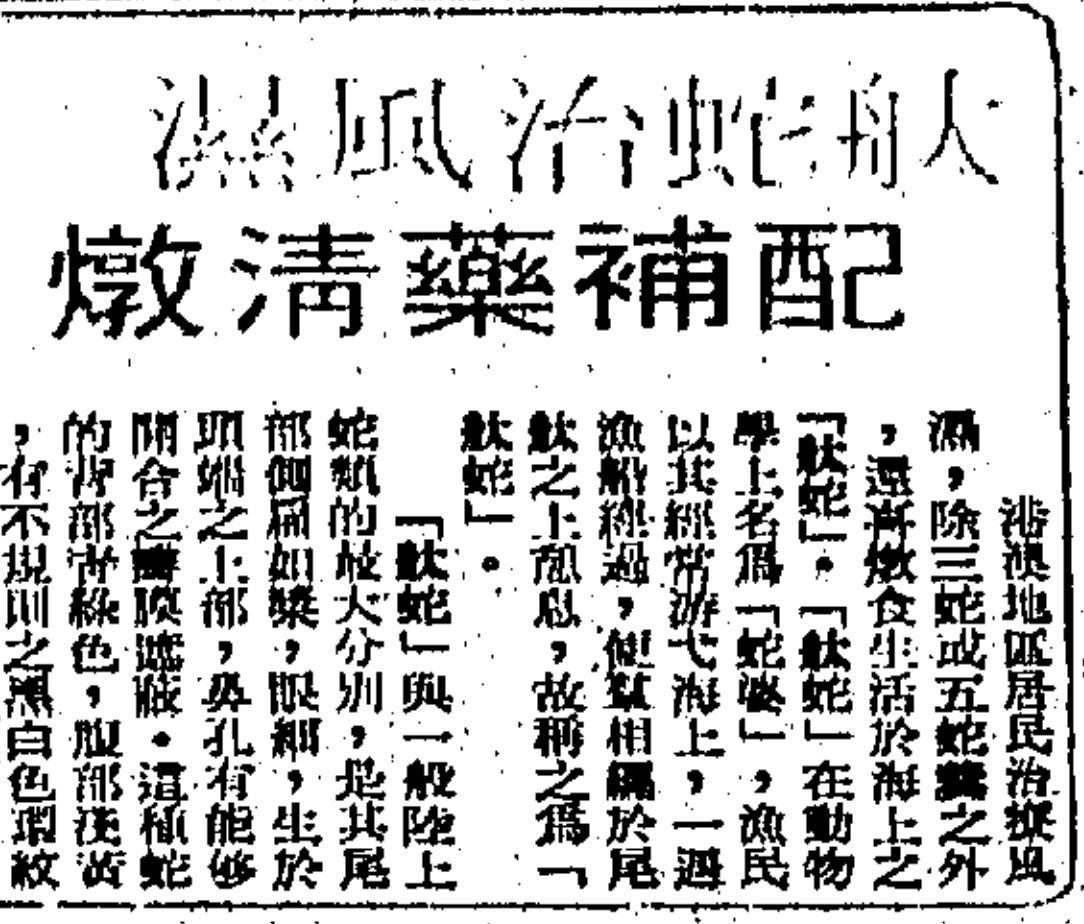 舦蛇治風濕
配補藥清燉
港澳地區居民治療風
濕，除三蛇或五蛇羹之外
，還有燉食生活於海上之
「舦蛇」。「舦蛇」在動物
學上名爲「蛇婆」，漁民
以其經常游弋海上，一遇
漁船經過，便羣相纏於尾
舦之上憩息，故稱之爲「
舦蛇」。
「舦蛇」與一般陸上
蛇類的最大分別，是其尾
部側扁如槳，眼細，生於
頭端之上部，鼻孔有能够
開合之瓣膜遮蔽。這種蛇
的背部青綠色，腹部淺黃
，有不規則之黑白色環紋